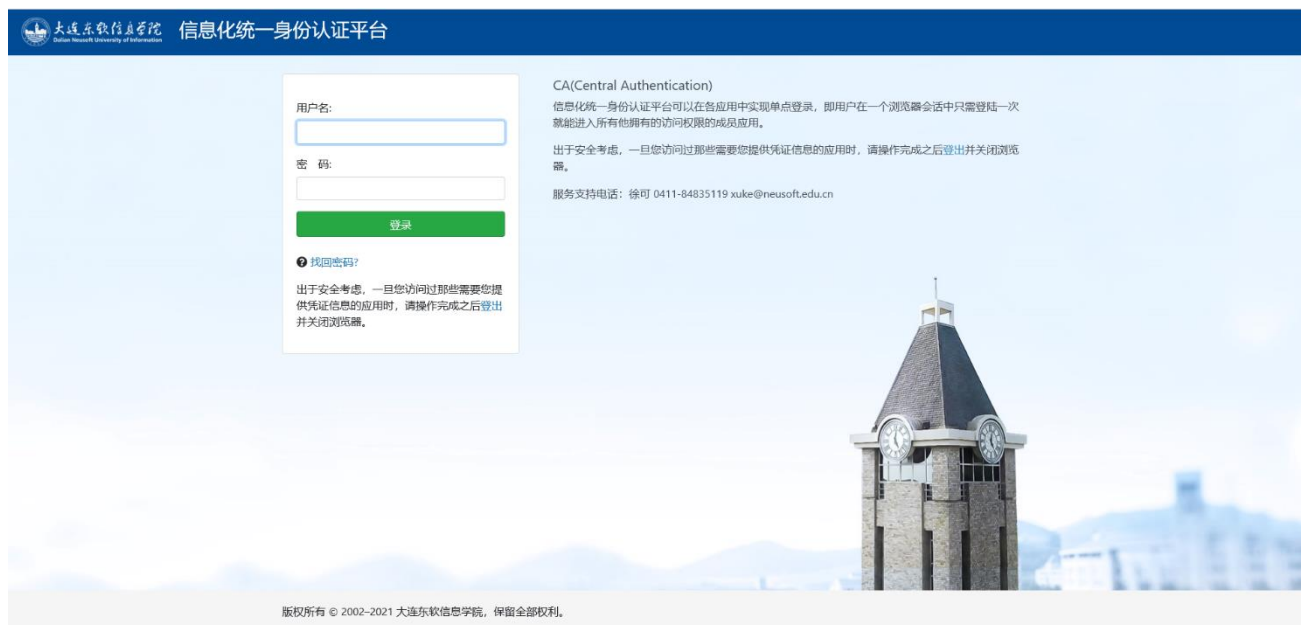 大连东软信息学院
Dalian Neusoft University of Information
信息化统一身份认证平台
用户名:
密 码:
登录
找回密码?
出于安全考虑，一旦您访问过那些需要您提
供凭证信息的应用时，请操作完成之后登出
并关闭浏览器。
CA(Central Authentication)
信息化统一身份认证平台可以在各应用中实现单点登录，即用户在一个浏览器会话中只需登陆一次
就能进入所有他拥有的访问权限的成员应用。
出于安全考虑，一旦您访问过那些需要您提供凭证信息的应用时，请操作完成之后登出并关闭浏览
器。
服务支持电话：徐可 0411-84835119 xuke@neusoft.edu.cn
版权所有 © 2002–2021 大连东软信息学院，保留全部权利。